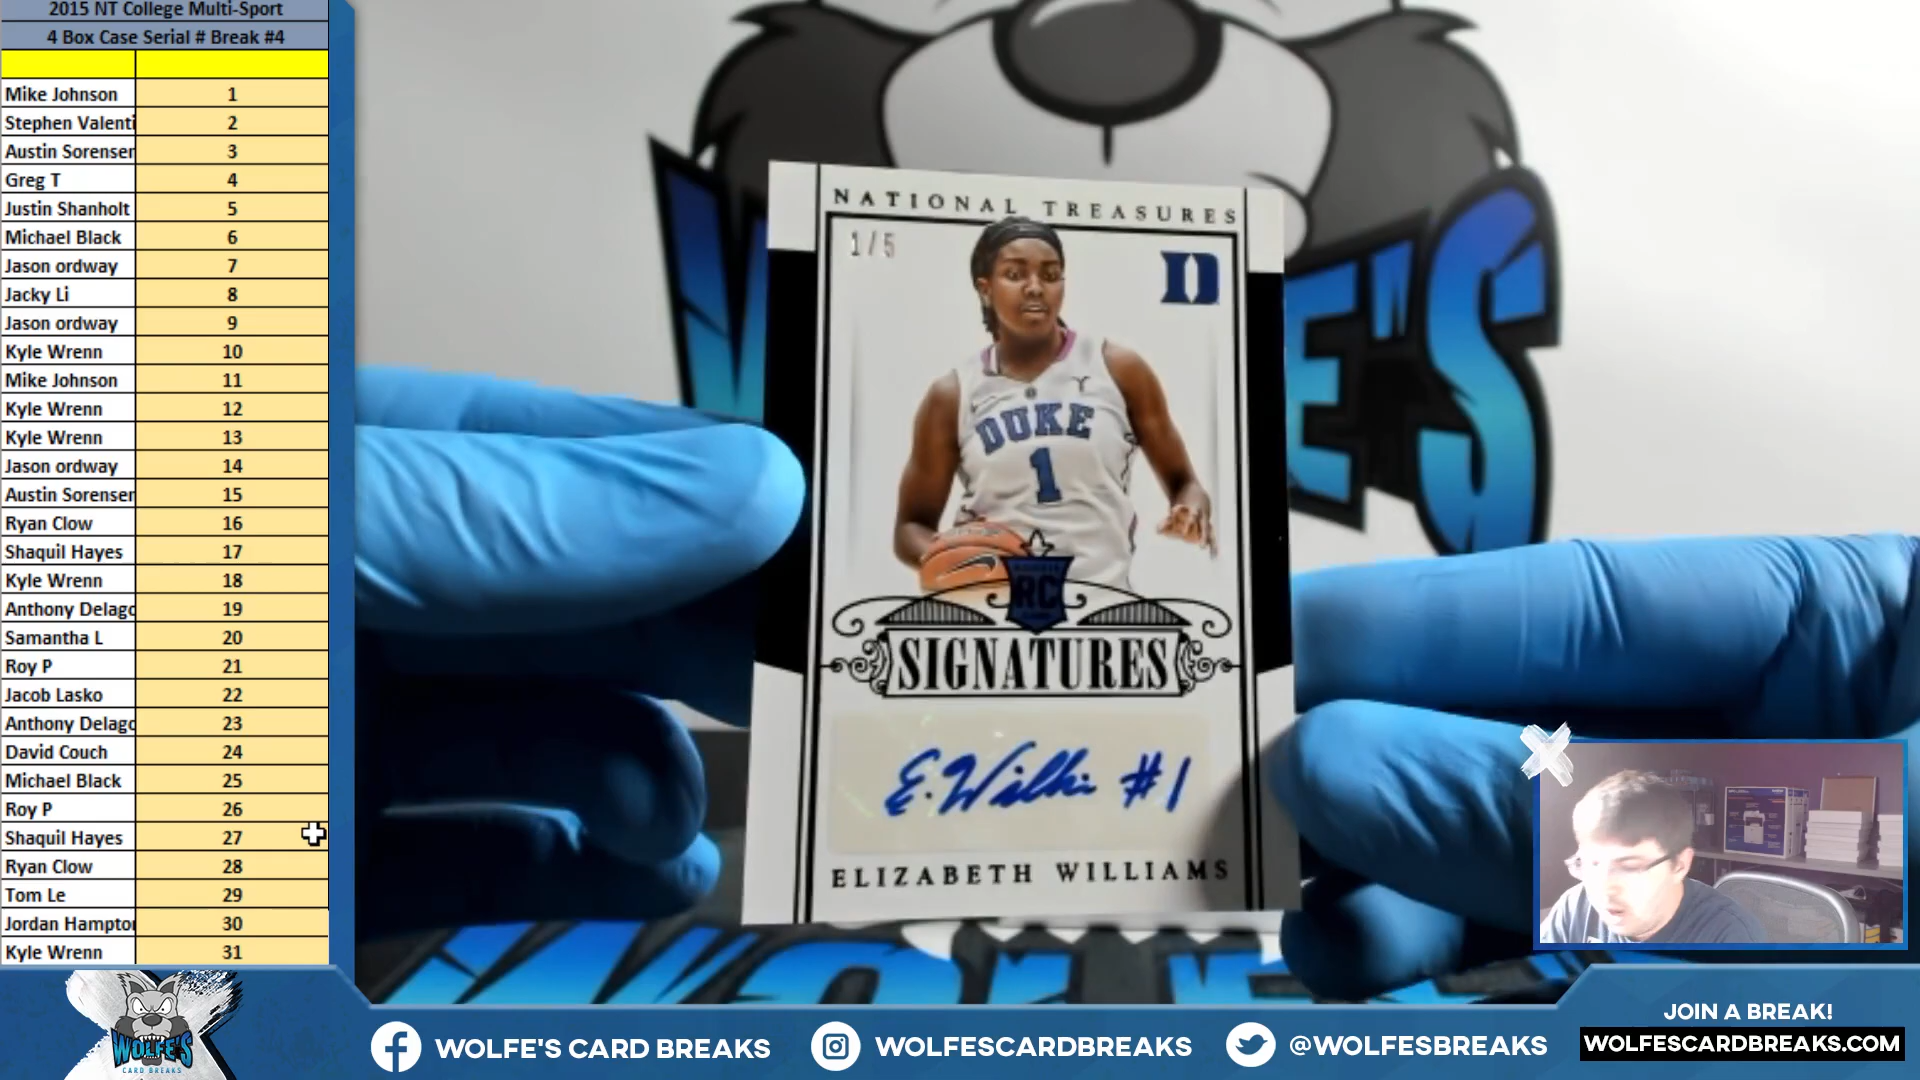 2015 NT College Multi-Sport
4 Box Case Serial # Break #4
Mike Johnson 1
Stephen Valenti 2
Austin Sorensen 3
Greg T 4
Justin Shanholt 5
Michael Black 6
Jason ordway 7
Jacky Li 8
Jason ordway 9
Kyle Wrenn 10
Mike Johnson 11
Kyle Wrenn 12
Kyle Wrenn 13
Jason ordway 14
Austin Sorensen 15
Ryan Clow 16
Shaquil Hayes 17
Kyle Wrenn 18
Anthony Delago 19
Samantha L 20
Roy P 21
Jacob Lasko 22
Anthony Delago 23
David Couch 24
Michael Black 25
Roy P 26
Shaquil Hayes 27
Ryan Clow 28
Tom Le 29
Jordan Hampton 30
Kyle Wrenn 31
NATIONAL TREASURES
1/5
D
DUKE
1
RC
SIGNATURES
E. Willi #1
ELIZABETH WILLIAMS
E'S
WOLFE'S
CARD BREAKS
WOLFE'S CARD BREAKS
WOLFESCARDBREAKS
@WOLFESBREAKS
JOIN A BREAK!
WOLFESCARDBREAKS.COM